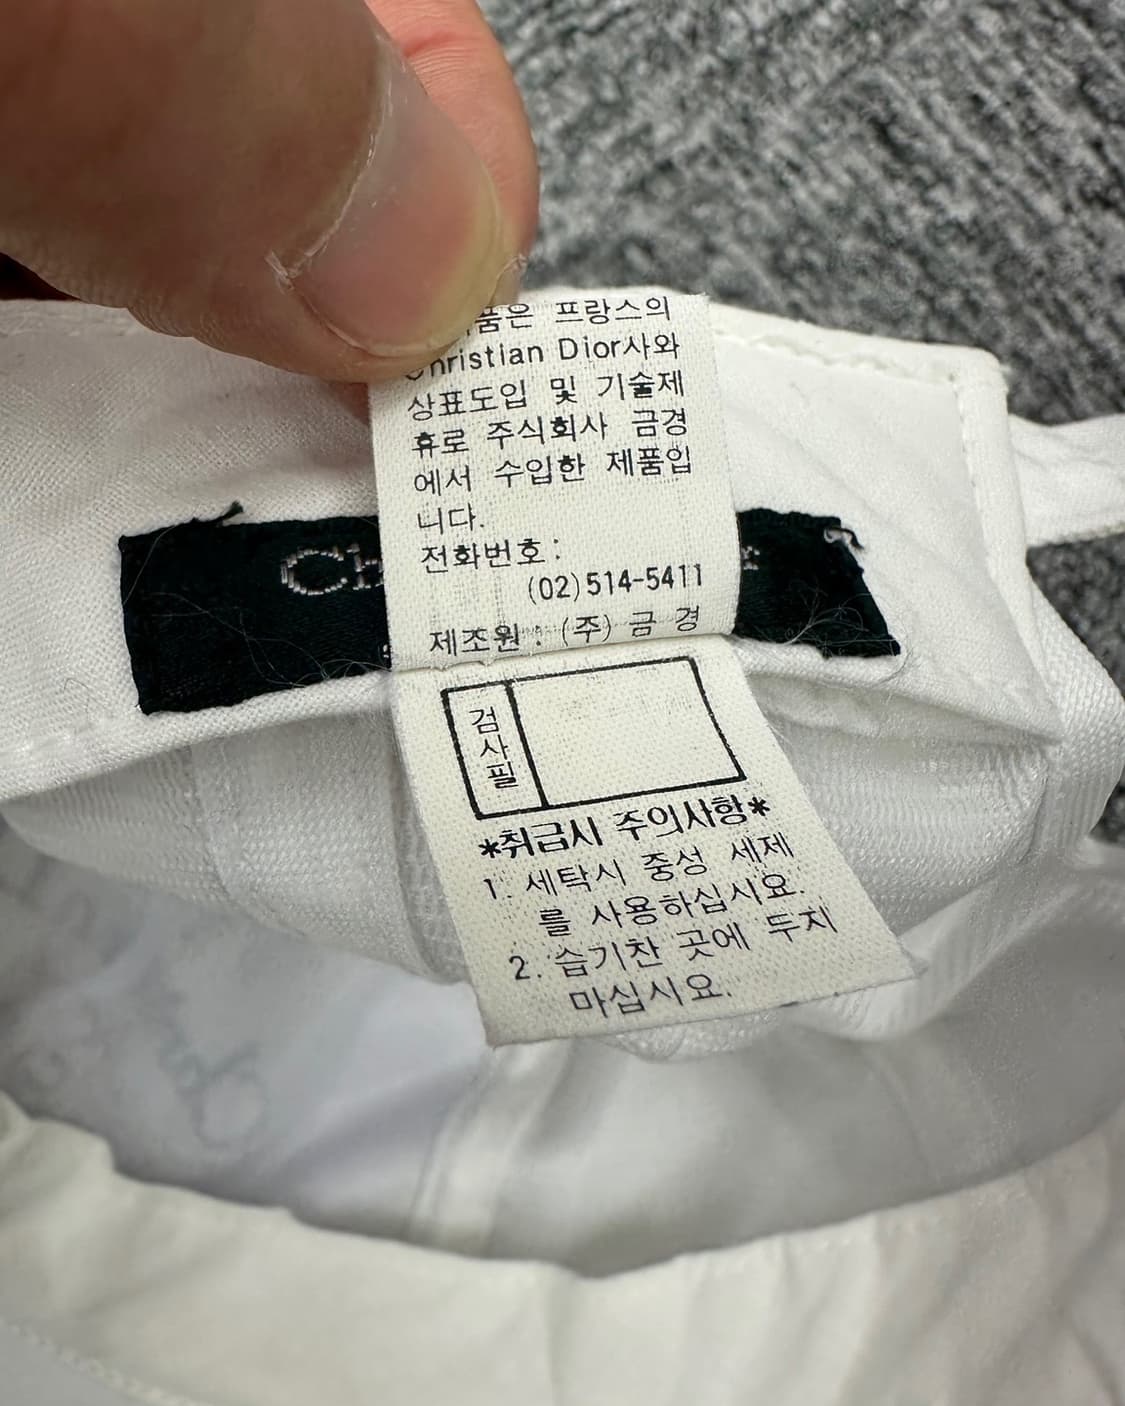 품은 프랑스의
Christian Dior사와
상표도입 및 기술제
휴로 주식회사 금경
에서 수입한 제품입
니다.
전화번호:
(02)514-5411
제조원 : (주) 금 경
검사필
*취급시 주의사항*
1. 세탁시 중성 세제
를 사용하십시요.
2. 습기찬 곳에 두지
마십시요.